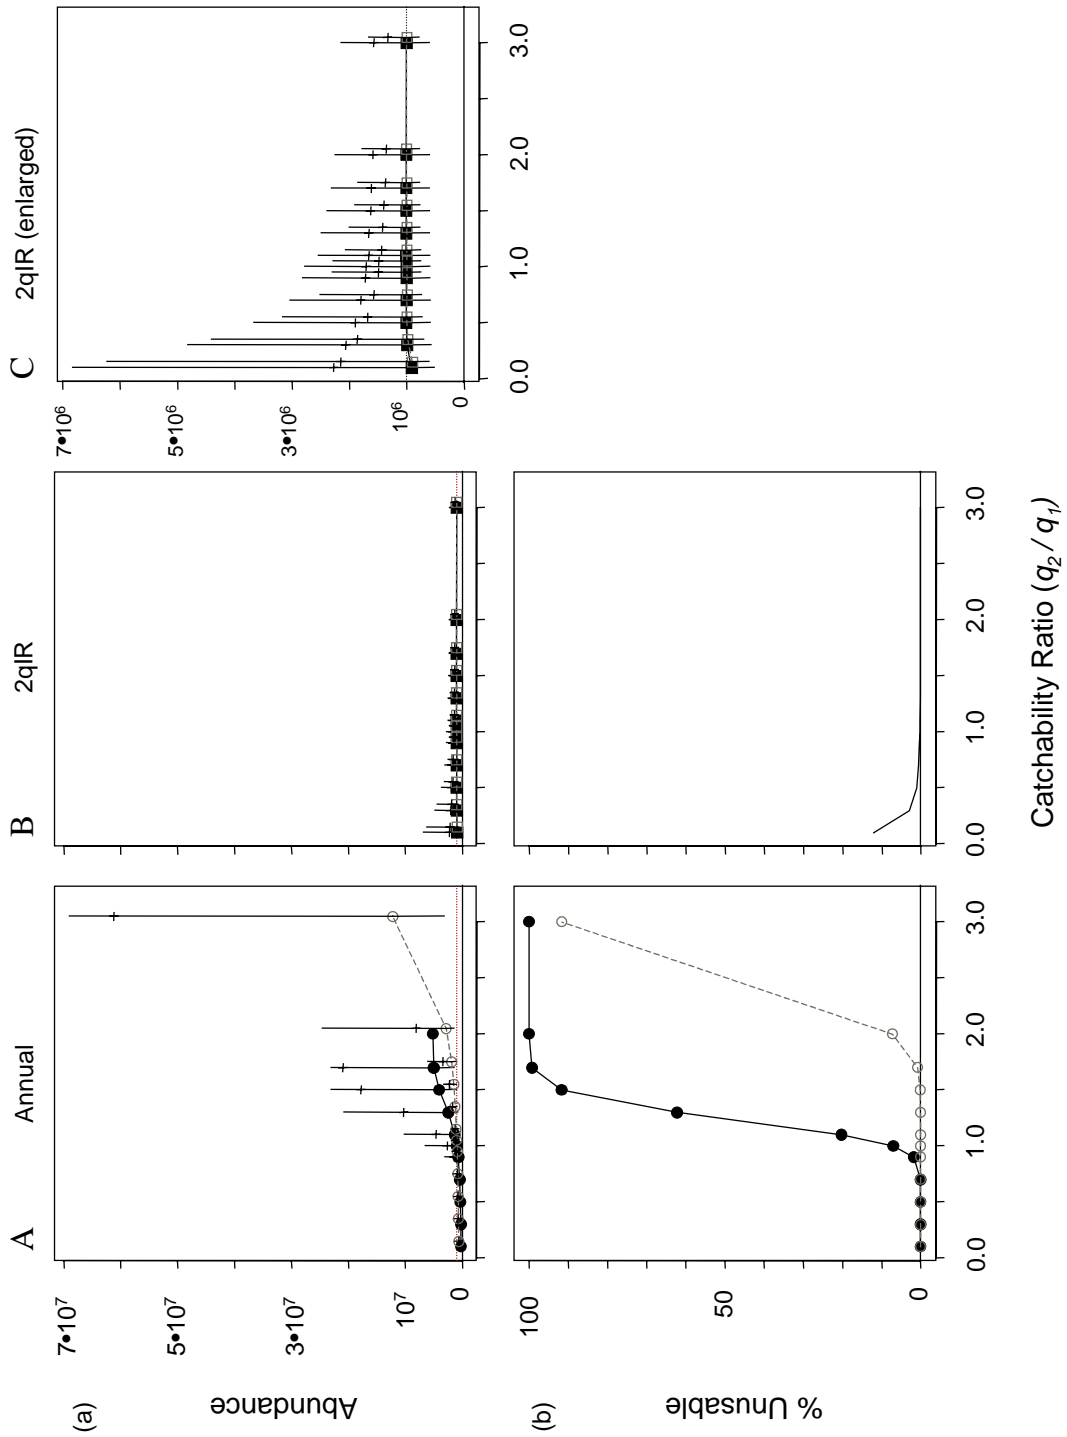 A
B
C
Annual
2qIR
2qIR (enlarged)
(a)
Abundance
7•10⁷
5•10⁷
3•10⁷
10⁷
0
7•10⁶
5•10⁶
3•10⁶
10⁶
0
0.0 1.0 2.0 3.0
(b)
% Unusable
100
50
0
0.0 1.0 2.0 3.0
0.0 1.0 2.0 3.0
Catchability Ratio (q₂ / q₁)